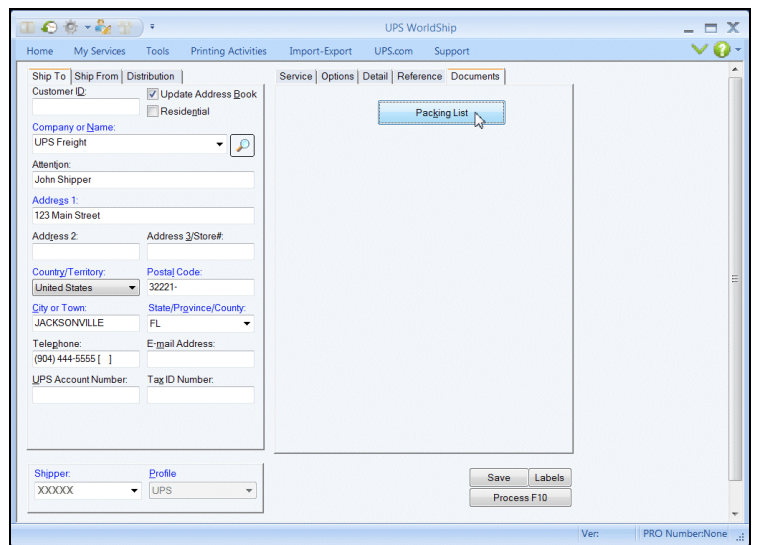 UPS WorldShip
Home My Services Tools Printing Activities Import-Export UPS.com Support
Ship To Ship From Distribution
Service Options Detail Reference Documents
Customer ID:
Update Address Book
Residential
Packing List
Company or Name:
UPS Freight
Attention:
John Shipper
Address 1:
123 Main Street
Address 2: Address 3/Store#:
Country/Territory: Postal Code:
United States 32221-
City or Town: State/Province/County:
JACKSONVILLE FL
Telephone: E-mail Address:
(904) 444-5555 [ ]
UPS Account Number: Tax ID Number:
Shipper: Profile
XXXXX UPS
Save Labels
Process F10
Ver: PRO Number:None